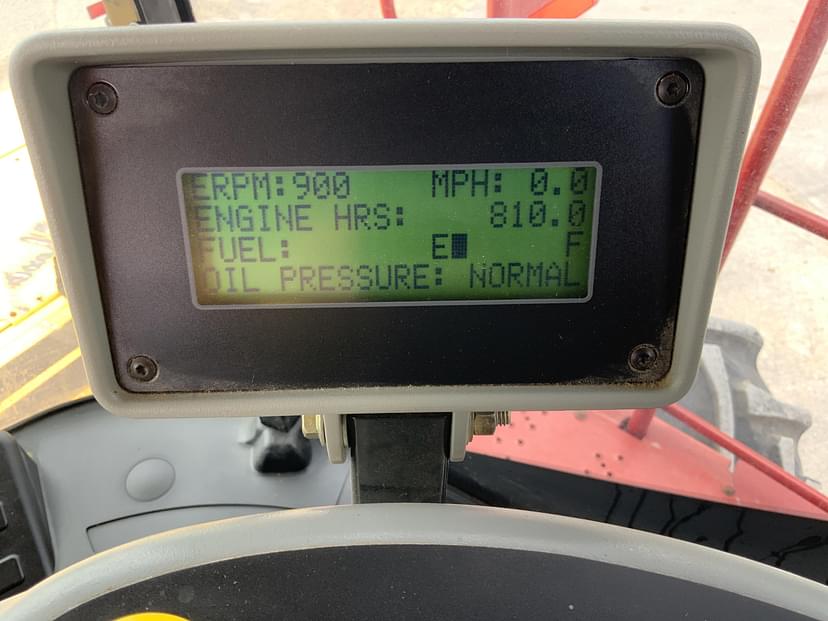 ERPM:900 MPH: 0.0
ENGINE HRS: 810.0
FUEL: E F
OIL PRESSURE: NORMAL